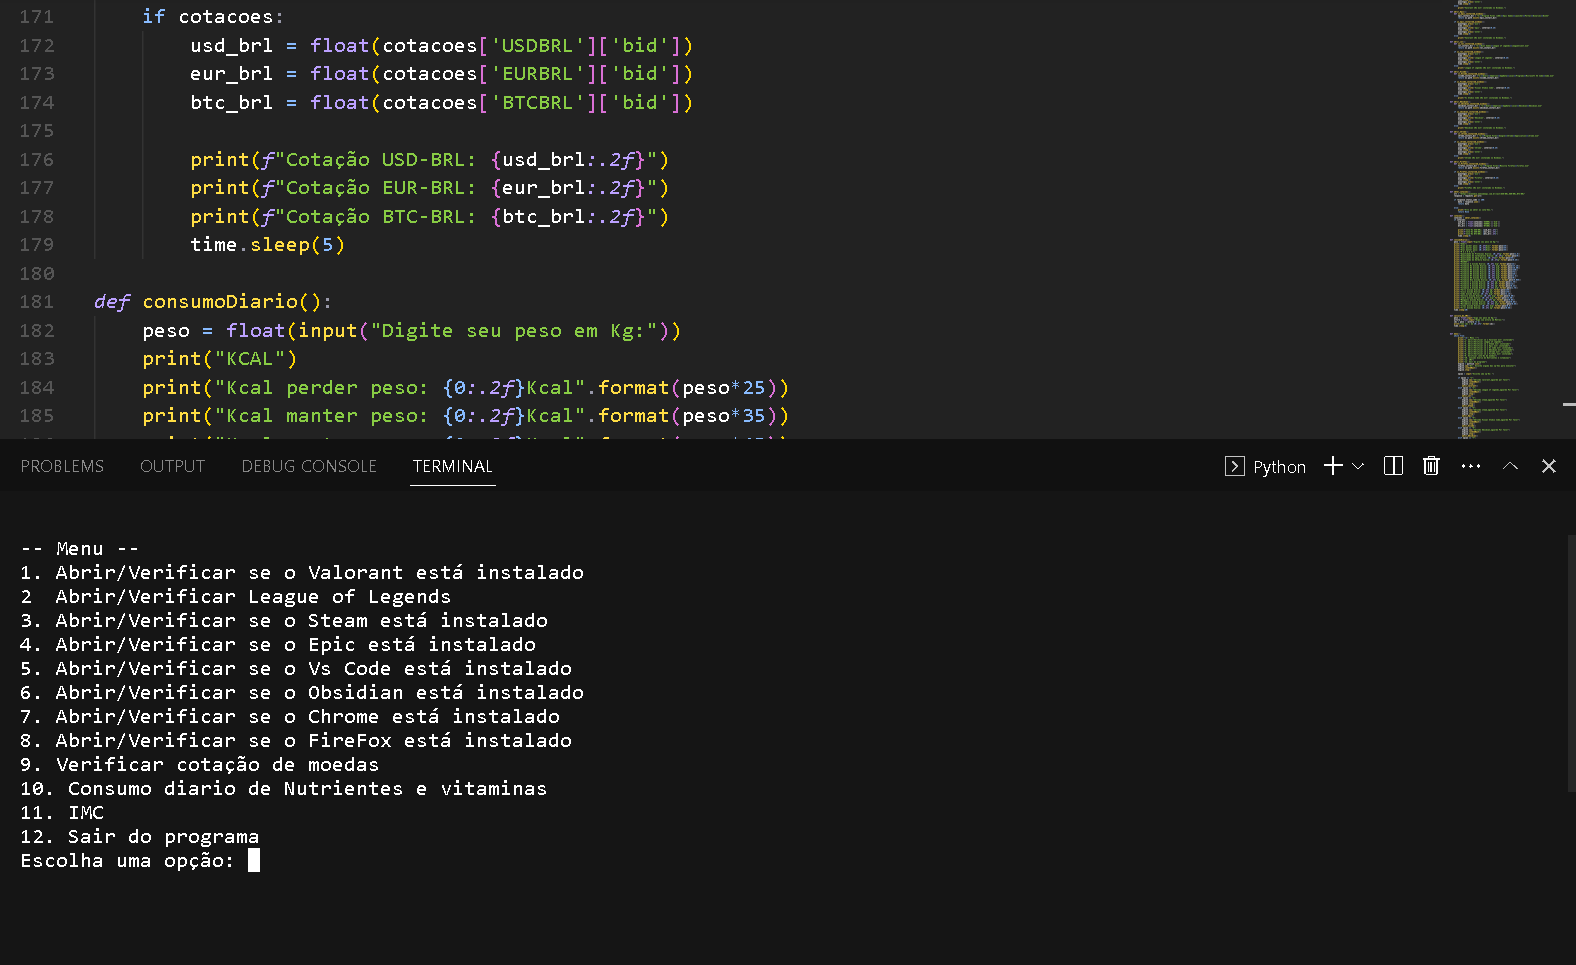 171 if cotacoes:
172 usd_brl = float(cotacoes['USDBRL']['bid'])
173 eur_brl = float(cotacoes['EURBRL']['bid'])
174 btc_brl = float(cotacoes['BTCBRL']['bid'])
175
176 print(f"Cotação USD-BRL: {usd_brl:.2f}")
177 print(f"Cotação EUR-BRL: {eur_brl:.2f}")
178 print(f"Cotação BTC-BRL: {btc_brl:.2f}")
179 time.sleep(5)
180
181 def consumoDiario():
182 peso = float(input("Digite seu peso em Kg:"))
183 print("KCAL")
184 print("Kcal perder peso: {0:.2f}Kcal".format(peso*25))
185 print("Kcal manter peso: {0:.2f}Kcal".format(peso*35))
PROBLEMS OUTPUT DEBUG CONSOLE TERMINAL Python
-- Menu --
1. Abrir/Verificar se o Valorant está instalado
2  Abrir/Verificar League of Legends
3. Abrir/Verificar se o Steam está instalado
4. Abrir/Verificar se o Epic está instalado
5. Abrir/Verificar se o Vs Code está instalado
6. Abrir/Verificar se o Obsidian está instalado
7. Abrir/Verificar se o Chrome está instalado
8. Abrir/Verificar se o FireFox está instalado
9. Verificar cotação de moedas
10. Consumo diario de Nutrientes e vitaminas
11. IMC
12. Sair do programa
Escolha uma opção: